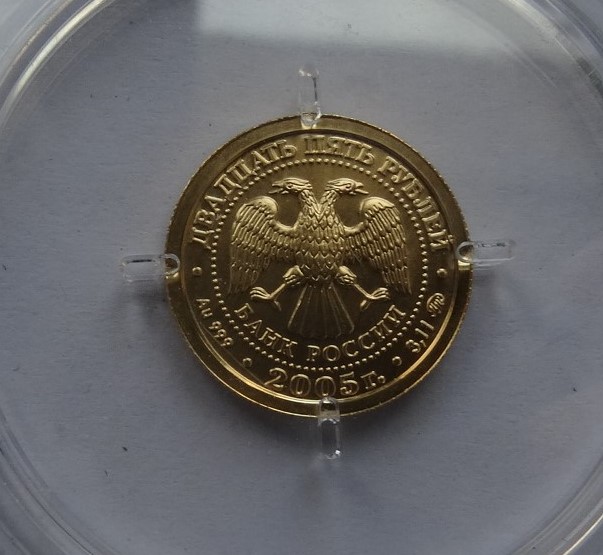 ДВАДЦАТЬ ПЯТЬ РУБЛЕЙ
БАНК РОССИИ
Au 999 • 2005 г. • 3,11